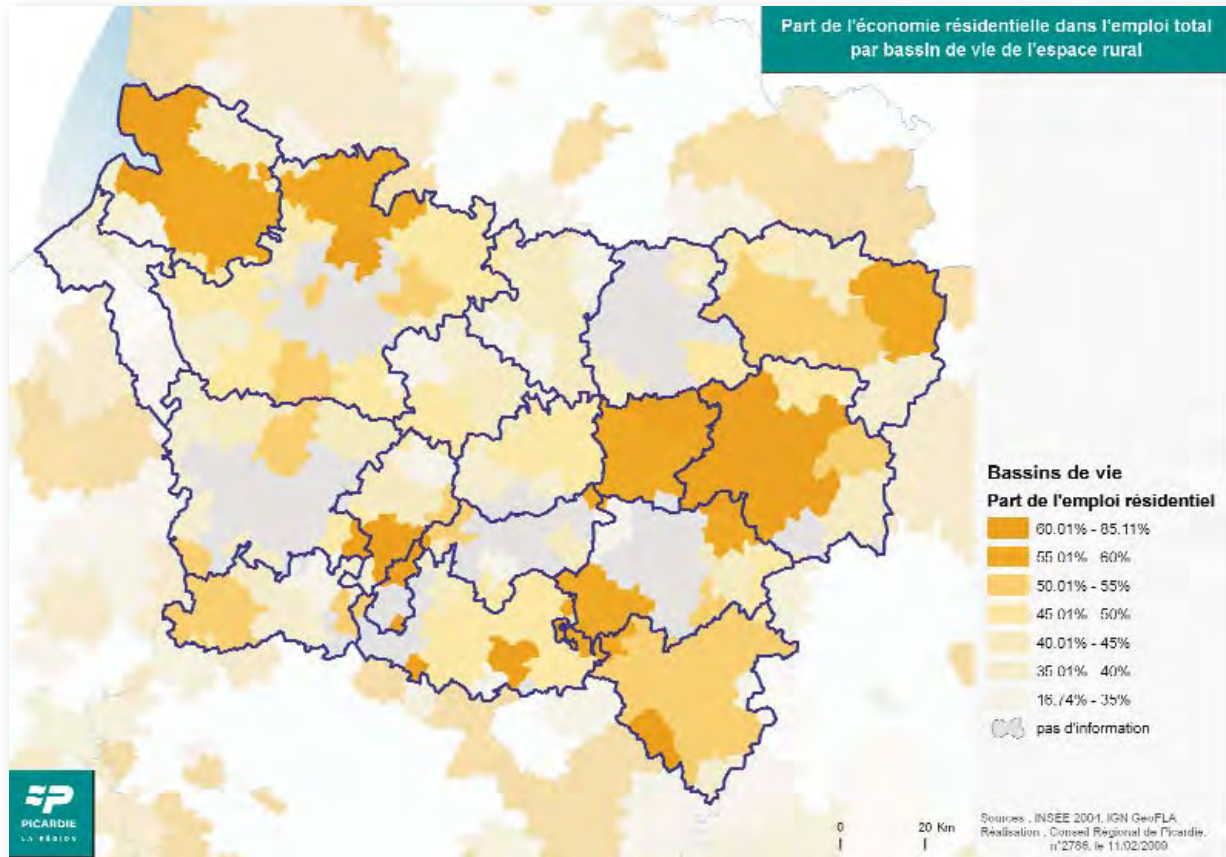 Part de l'économie résidentielle dans l'emploi total
par bassin de vie de l'espace rural
Bassins de vie
Part de l'emploi résidentiel
60.01% - 85.11%
55.01% - 60%
50.01% - 55%
45.01% 50%
40.01% - 45%
35.01% 40%
16.74% - 35%
pas d'information
PICARDIE
LA RÉGION
0 20 Km
Sources . INSEE 2004, IGN GeoFLA
Réalisation . Conseil Régional de Picardie,
n°2786, le 11/02/2009